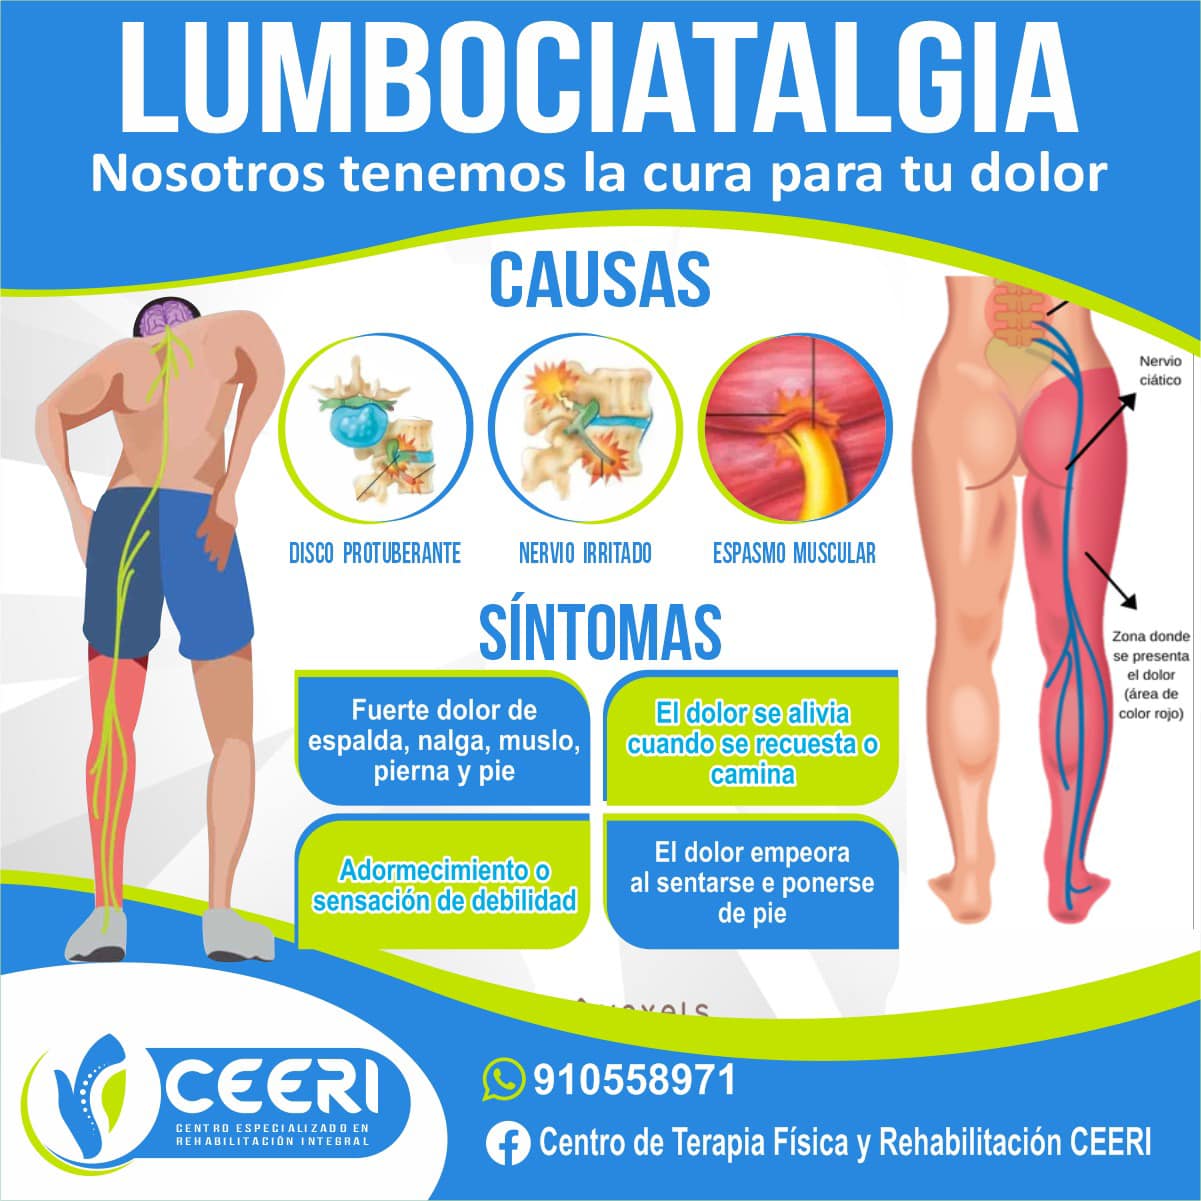 LUMBOCIATALGIA
Nosotros tenemos la cura para tu dolor
CAUSAS
DISCO PROTUBERANTE
NERVIO IRRITADO
ESPASMO MUSCULAR
Nervio
ciático
Zona donde
se presenta
el dolor
(área de
color rojo)
SÍNTOMAS
Fuerte dolor de
espalda, nalga, muslo,
pierna y pie
El dolor se alivia
cuando se recuesta o
camina
Adormecimiento o
sensación de debilidad
El dolor empeora
al sentarse e ponerse
de pie
CEERI
CENTRO ESPECIALIZADO EN
REHABILITACIÓN INTEGRAL
910558971
Centro de Terapia Física y Rehabilitación CEERI